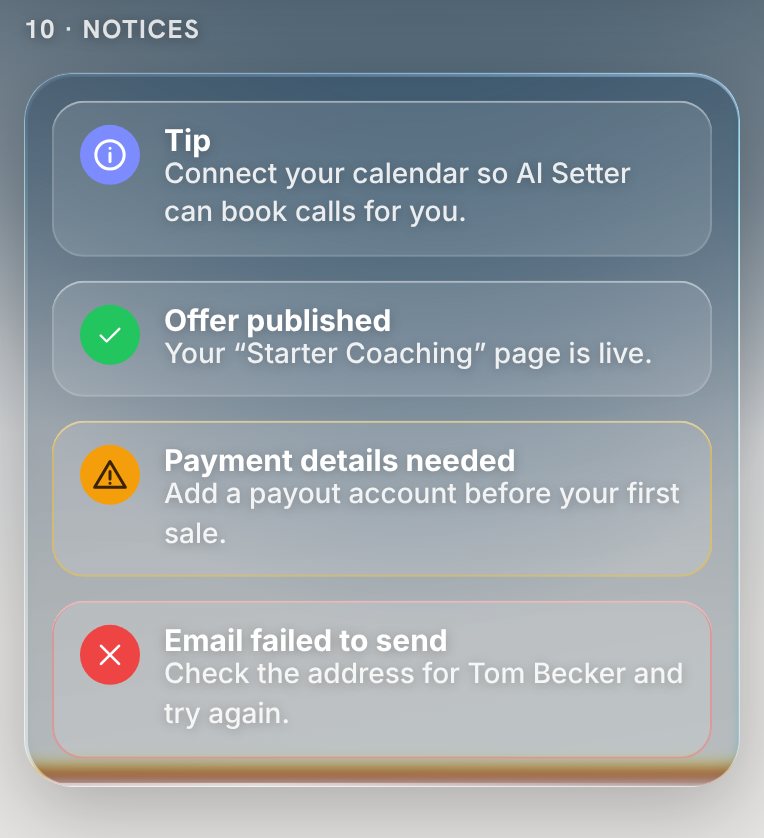 10 · NOTICES
Tip
Connect your calendar so AI Setter
can book calls for you.
Offer published
Your “Starter Coaching” page is live.
Payment details needed
Add a payout account before your first
sale.
Email failed to send
Check the address for Tom Becker and
try again.